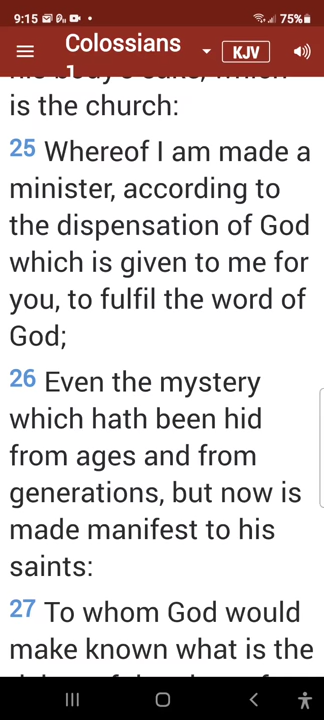 9:15 75%
Colossians
1
KJV
is the church:
25 Whereof I am made a
minister, according to
the dispensation of God
which is given to me for
you, to fulfil the word of
God;
26 Even the mystery
which hath been hid
from ages and from
generations, but now is
made manifest to his
saints:
27 To whom God would
make known what is the